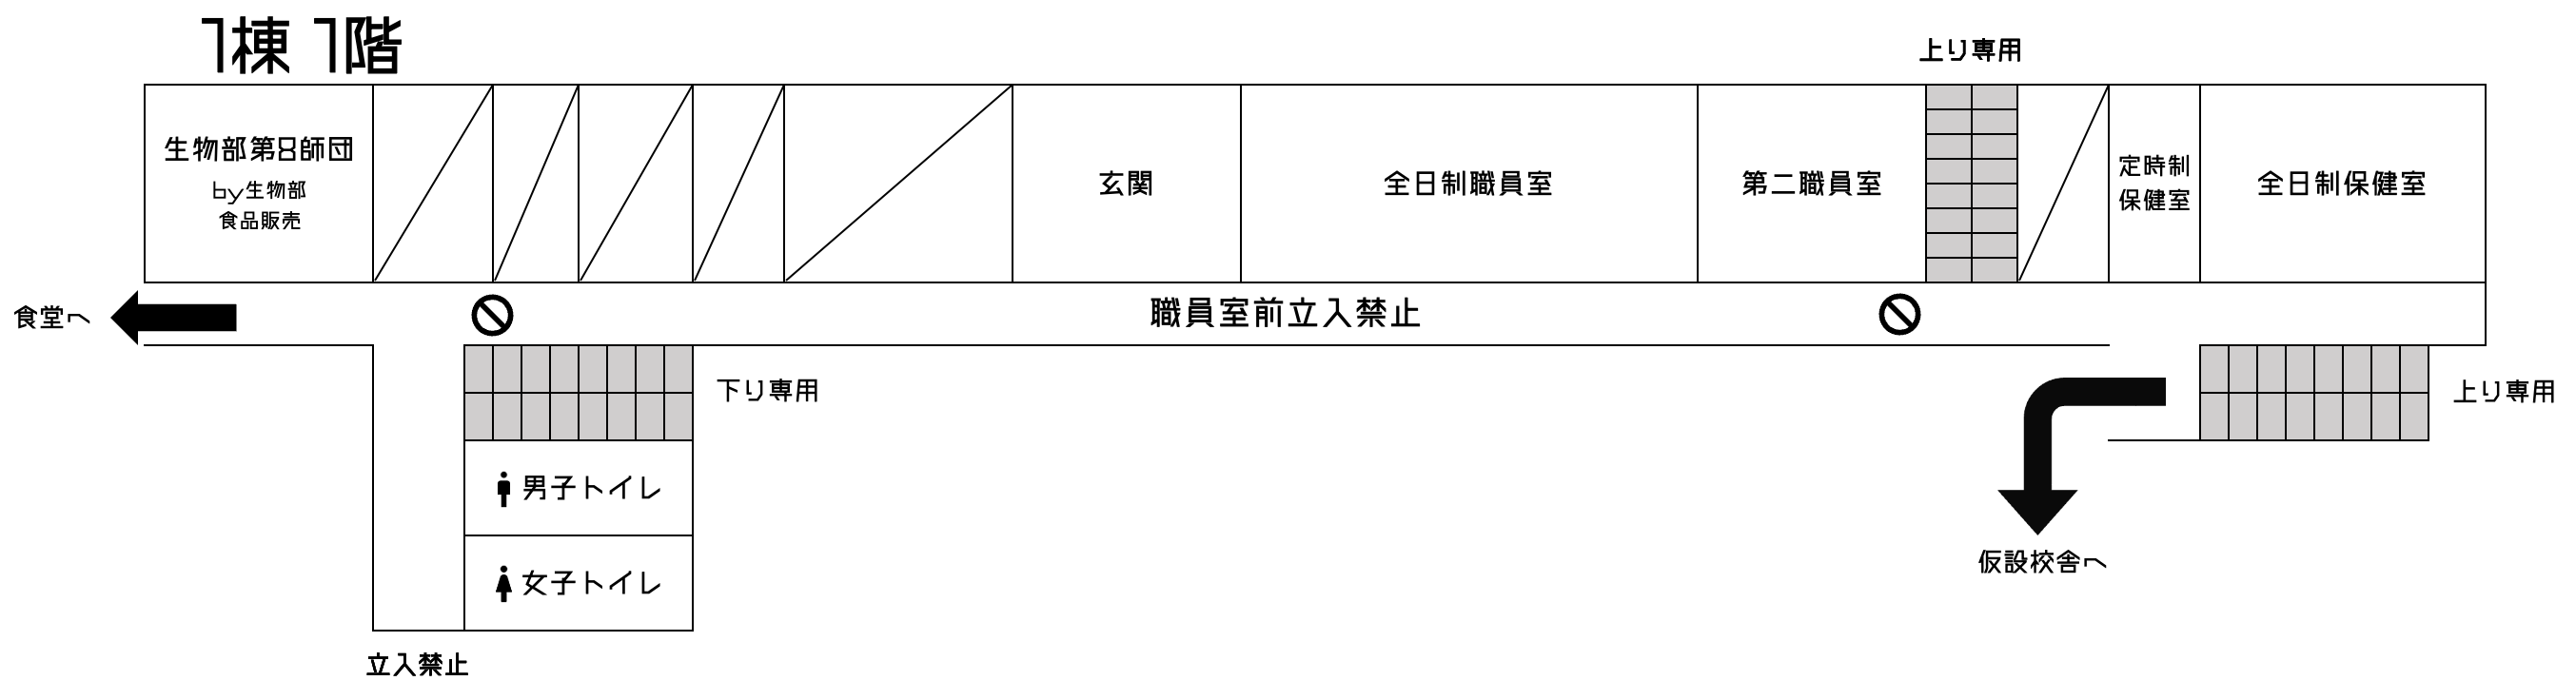 1棟 1階
上り専用
生物部第8師団
by生物部
食品販売
玄関
全日制職員室
第二職員室
定時制
保健室
全日制保健室
食堂へ
職員室前立入禁止
下り専用
上り専用
男子トイレ
女子トイレ
仮設校舎へ
立入禁止